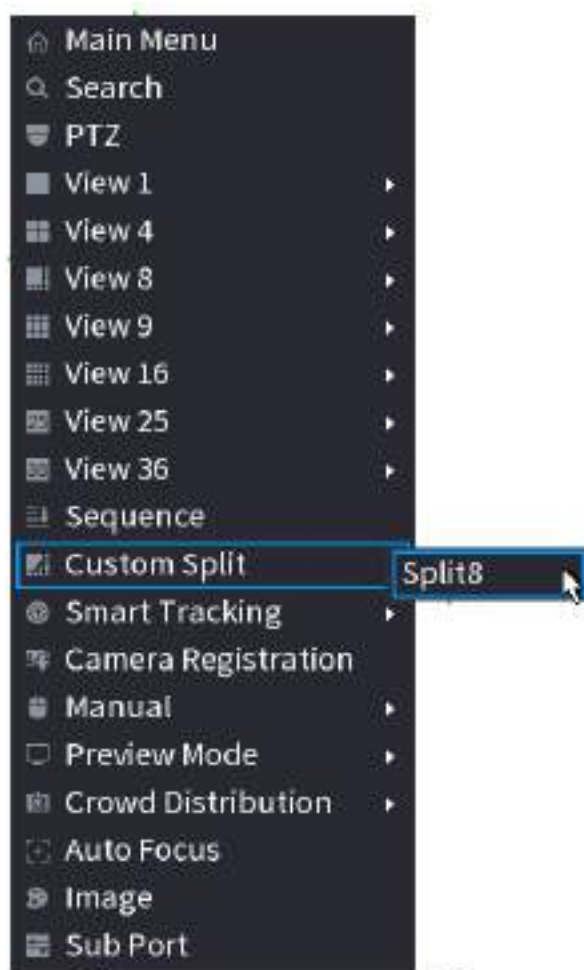 Main Menu
Search
PTZ
View 1
View 4
View 8
View 9
View 16
View 25
View 36
Sequence
Custom Split
Split8
Smart Tracking
Camera Registration
Manual
Preview Mode
Crowd Distribution
Auto Focus
Image
Sub Port